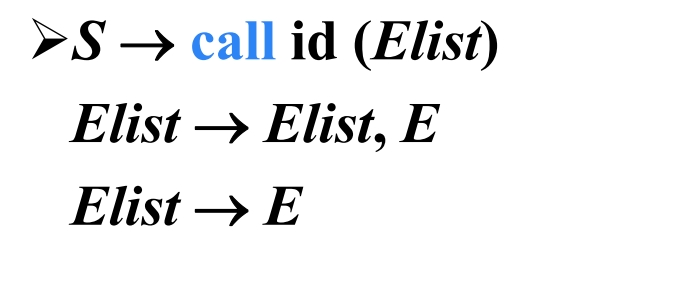 ➢S → call id (Elist)
Elist → Elist, E
Elist → E